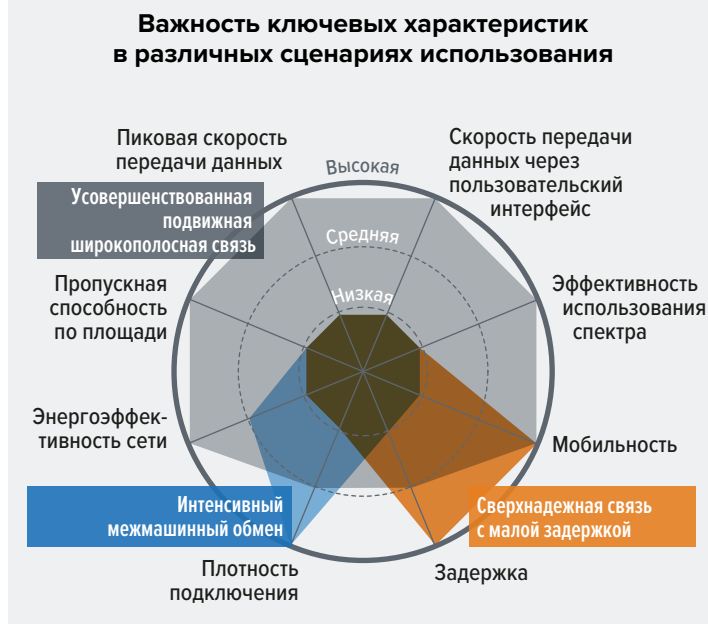 Важность ключевых характеристик
в различных сценариях использования
Пиковая скорость
передачи данных
Высокая
Скорость передачи
данных через
пользовательский
интерфейс
Усовершенствованная
подвижная
широкополосная связь
Средняя
Низкая
Пропускная
способность
по площади
Эффективность
использования
спектра
Энергоэффек-
тивность сети
Мобильность
Интенсивный
межмашинный обмен
Сверхнадежная связь
с малой задержкой
Плотность
подключения
Задержка